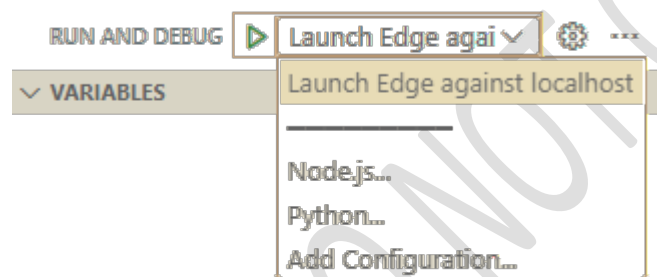 RUN AND DEBUG Launch Edge agai
VARIABLES
Launch Edge against localhost
Node.js...
Python...
Add Configuration...